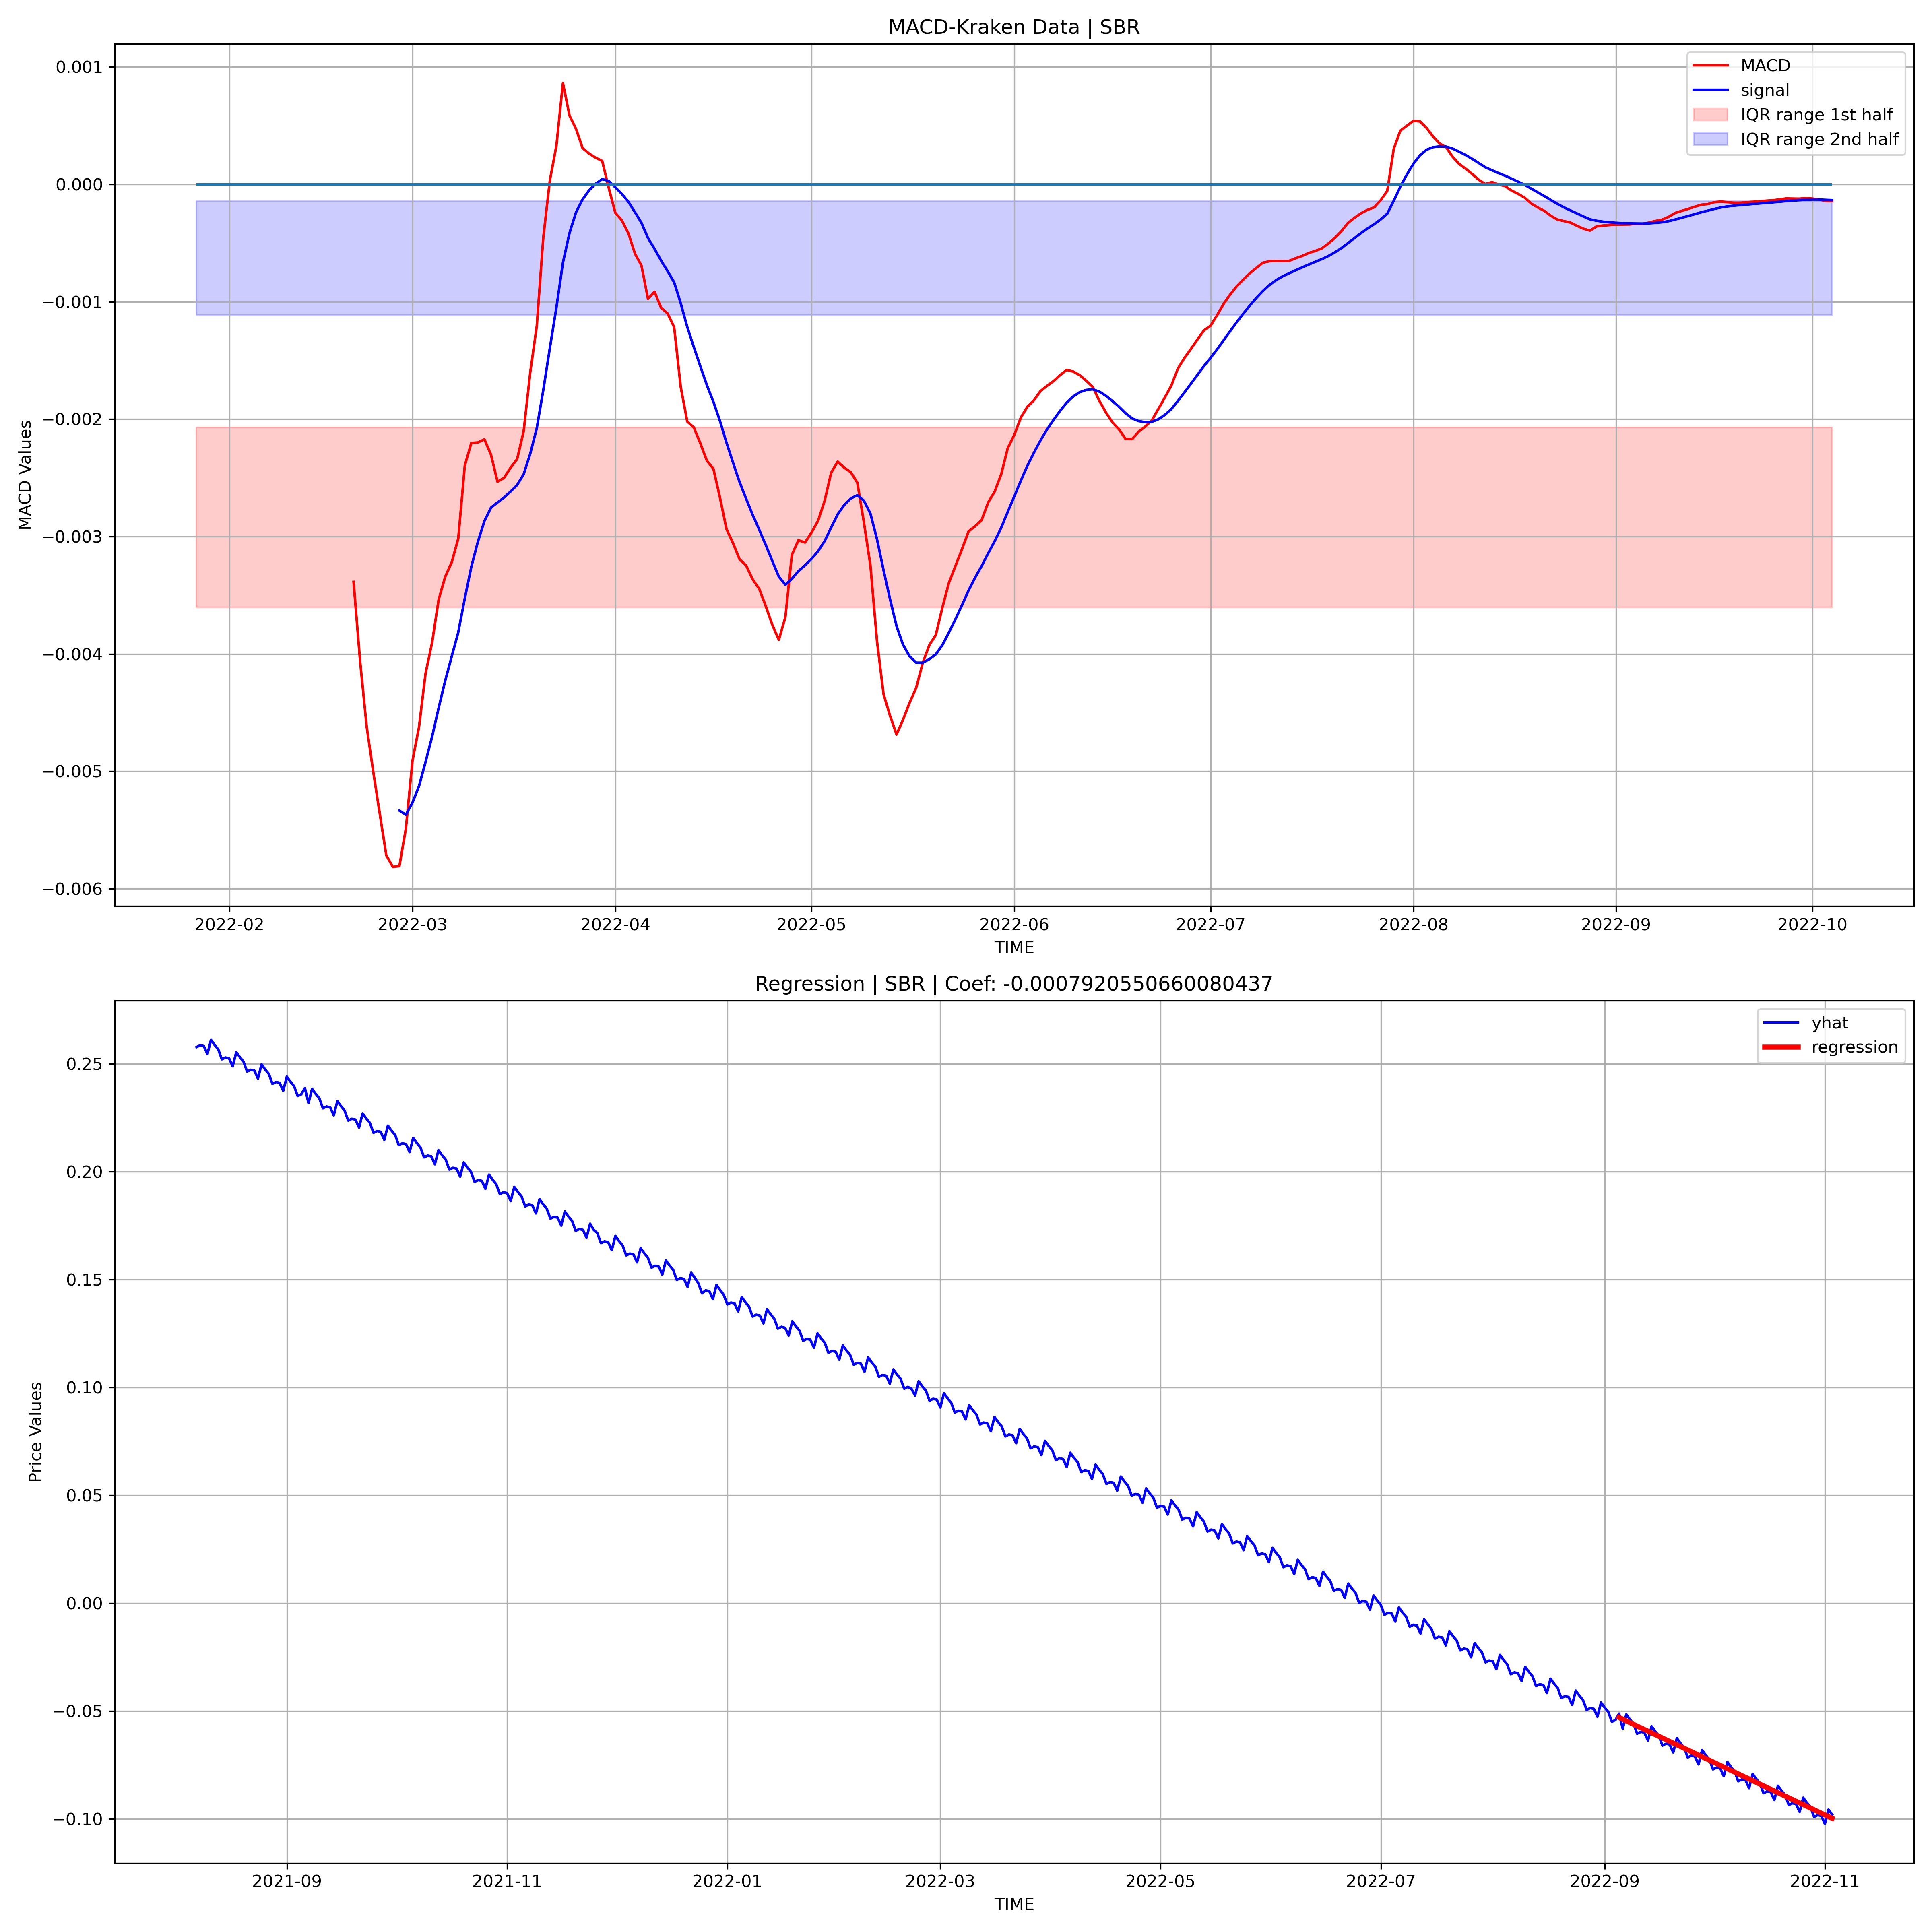 MACD-Kraken Data | SBR
MACD
signal
IQR range 1st half
IQR range 2nd half
MACD Values
0.001
0.000
−0.001
−0.002
−0.003
−0.004
−0.005
−0.006
2022-02 2022-03 2022-04 2022-05 2022-06 2022-07 2022-08 2022-09 2022-10
TIME
Regression | SBR | Coef: -0.0007920550660080437
yhat
regression
Price Values
0.25
0.20
0.15
0.10
0.05
0.00
−0.05
−0.10
2021-09 2021-11 2022-01 2022-03 2022-05 2022-07 2022-09 2022-11
TIME